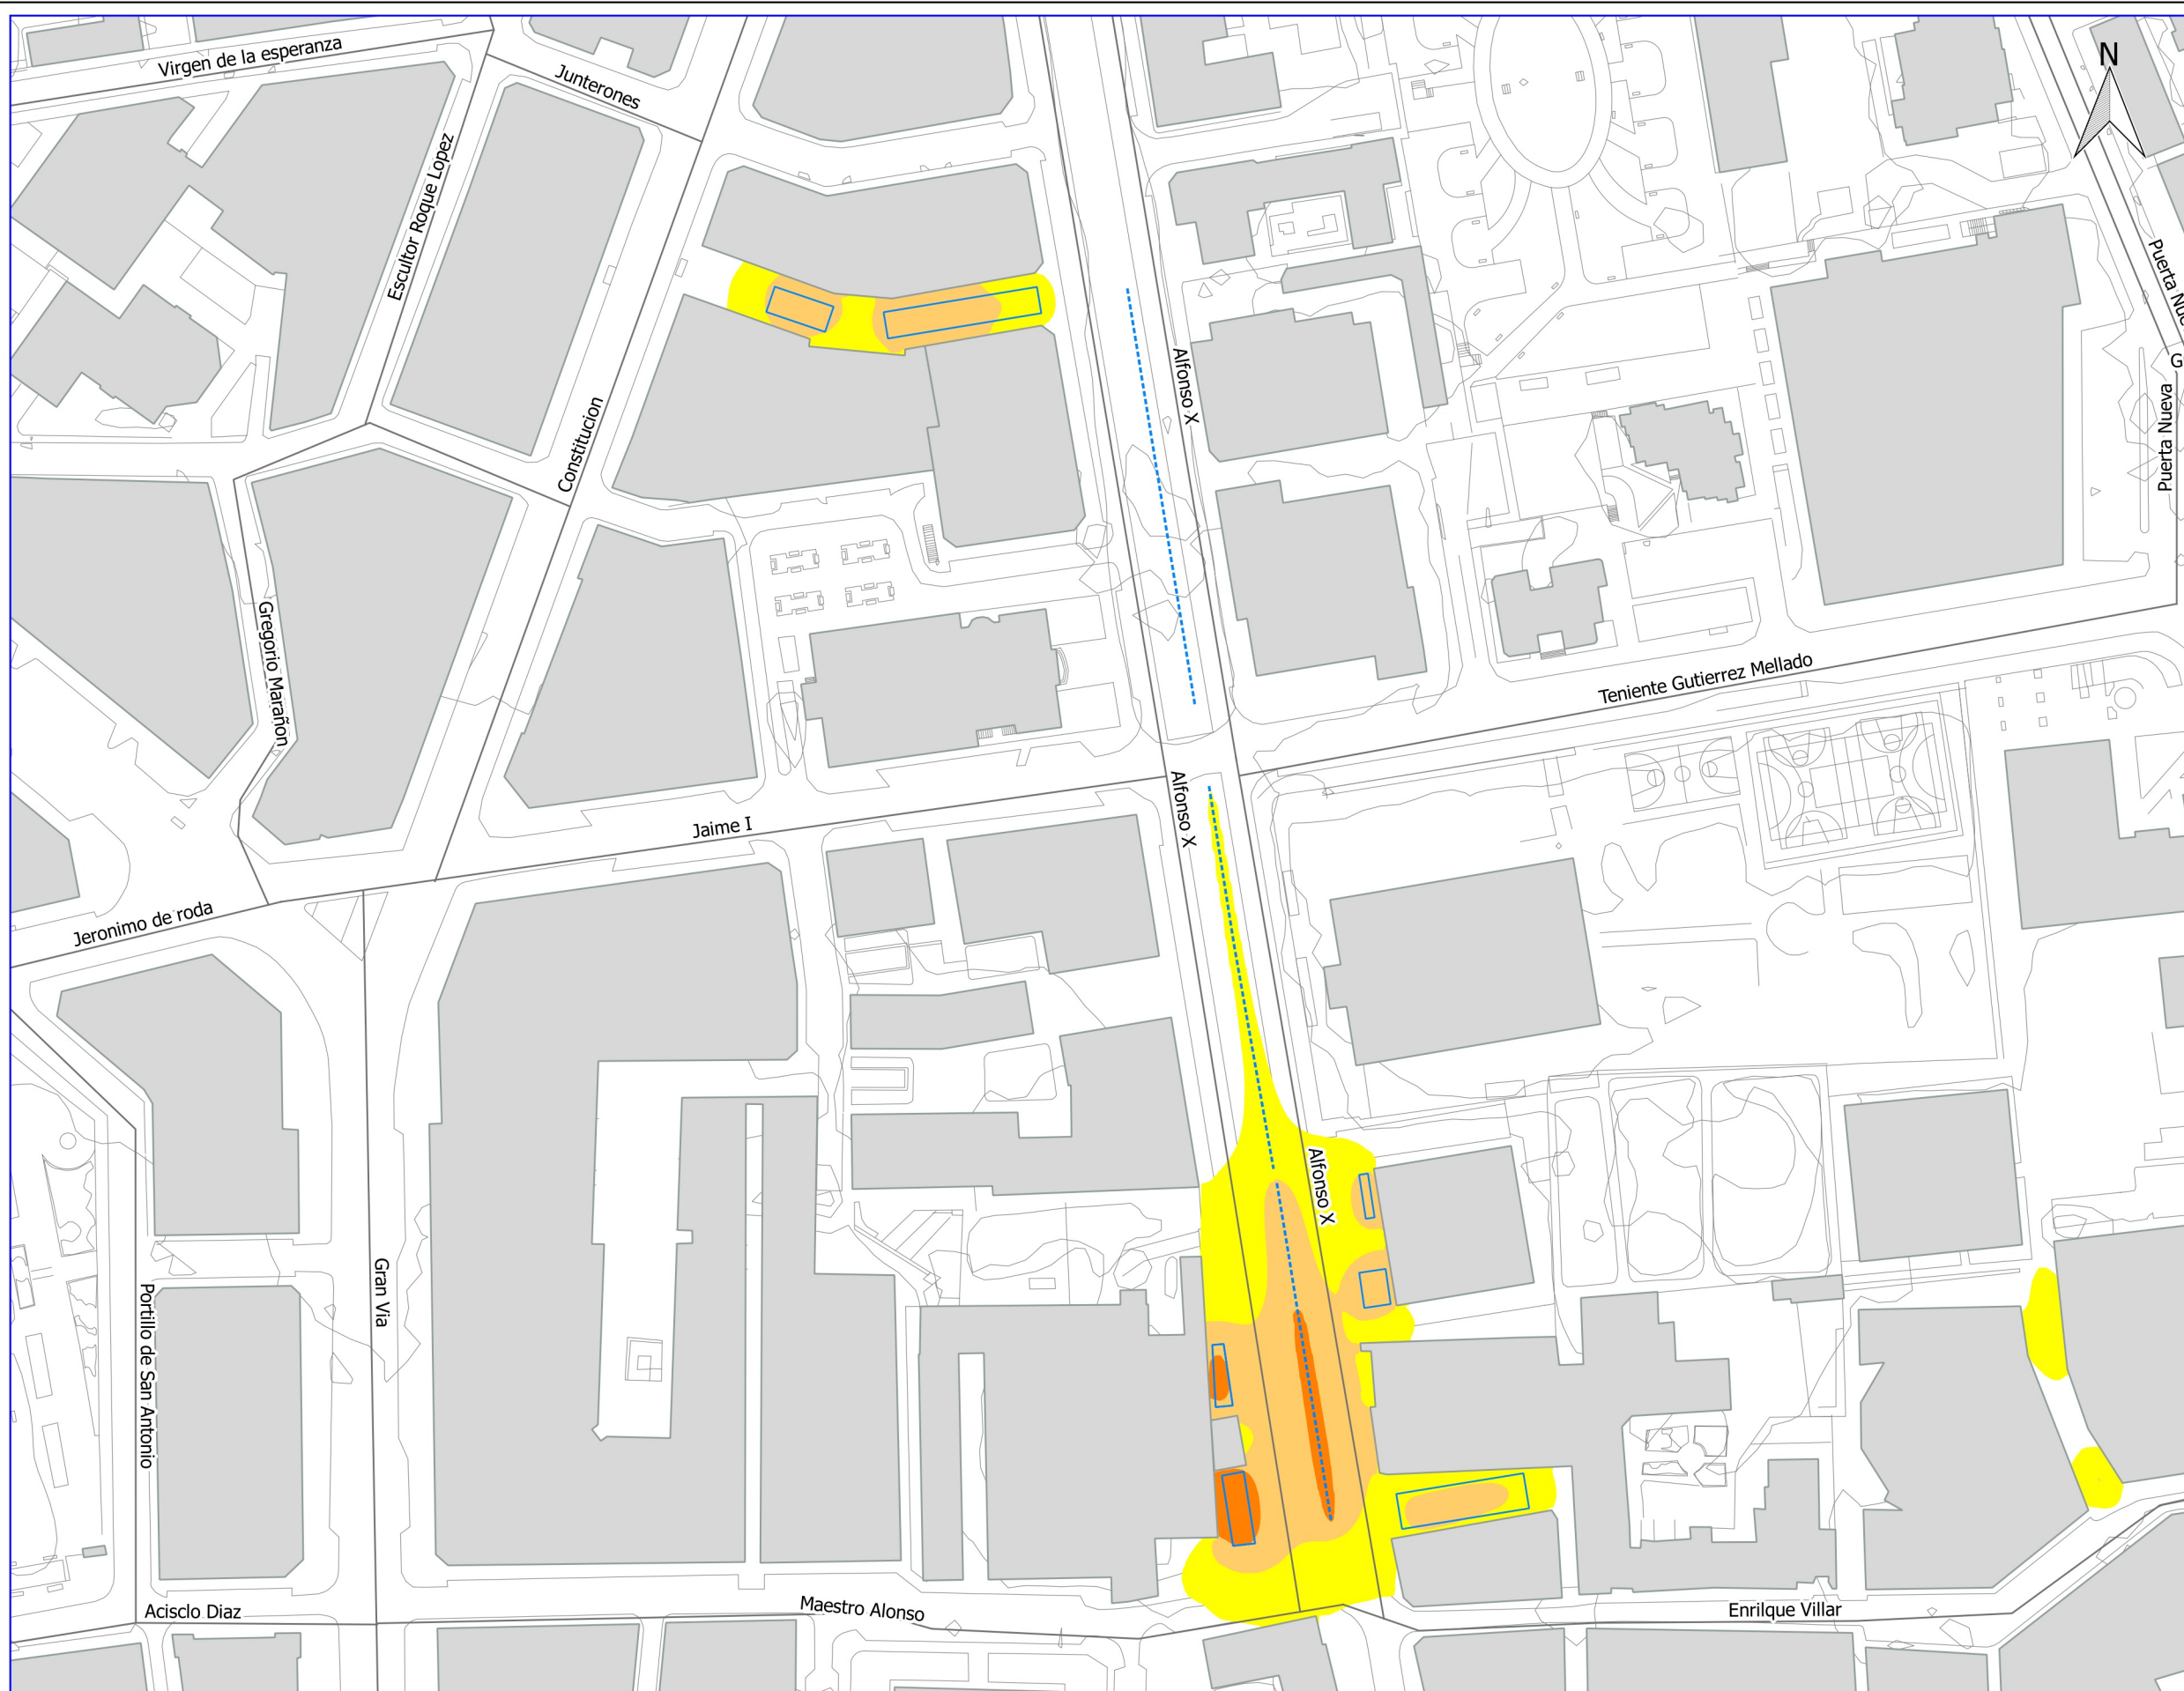 Virgen de la esperanza
Junterones
N
Escultor Roque Lopez
Puerta Nue
G
Alfonso X
Puerta Nueva
Constitucion
Gregorio Marañon
Teniente Gutierrez Mellado
Alfonso X
Jaime I
Jeronimo de roda
Alfonso X
Gran Via
Portillo de San Antonio
Acisclo Diaz
Maestro Alonso
Enrilque Villar